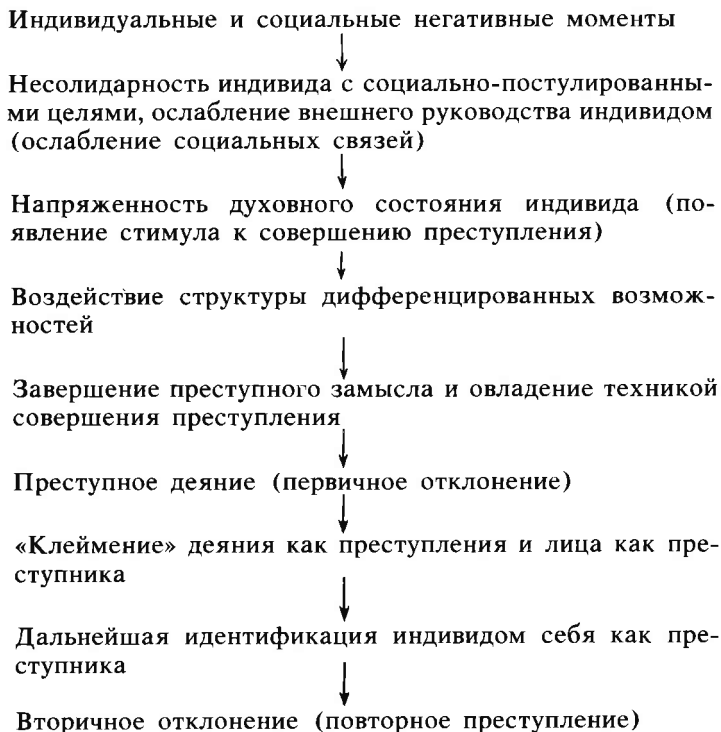 Индивидуальные и социальные негативные моменты
Несолидарность индивида с социально-постулированны-
ми целями, ослабление внешнего руководства индивидом
(ослабление социальных связей)
Напряженность духовного состояния индивида (по-
явление стимула к совершению преступления)
Воздействие структуры дифференцированных возмож-
ностей
Завершение преступного замысла и овладение техникой
совершения преступления
Преступное деяние (первичное отклонение)
«Клеймение» деяния как преступления и лица как пре-
ступника
Дальнейшая идентификация индивидом себя как пре-
ступника
Вторичное отклонение (повторное преступление)